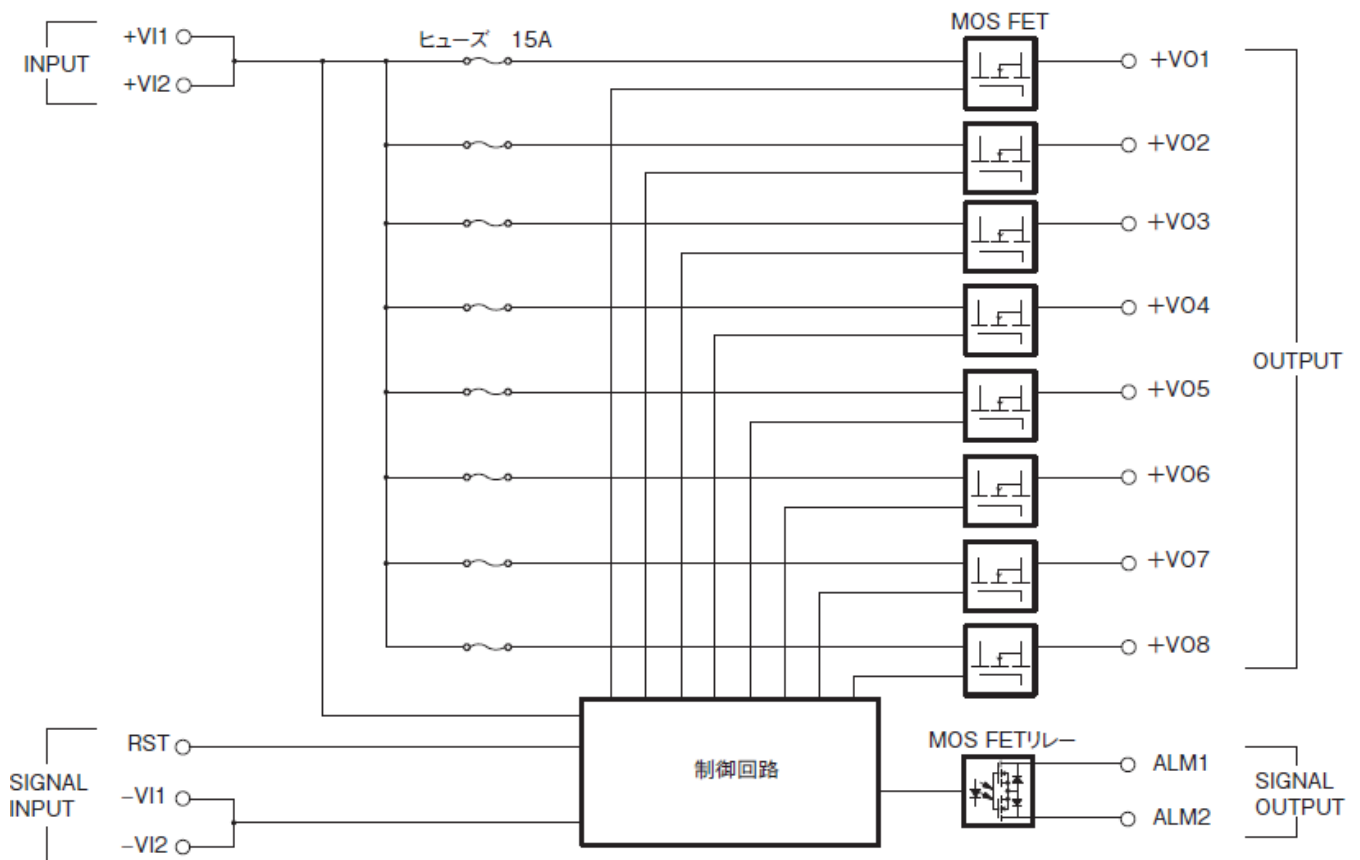 MOS FET
+VI1
ヒューズ 15A
+VO1
INPUT
+VI2
+VO2
+VO3
+VO4
OUTPUT
+VO5
+VO6
+VO7
+VO8
RST
MOS FETリレー
制御回路
ALM1
SIGNAL
INPUT
SIGNAL
OUTPUT
–VI1
ALM2
–VI2